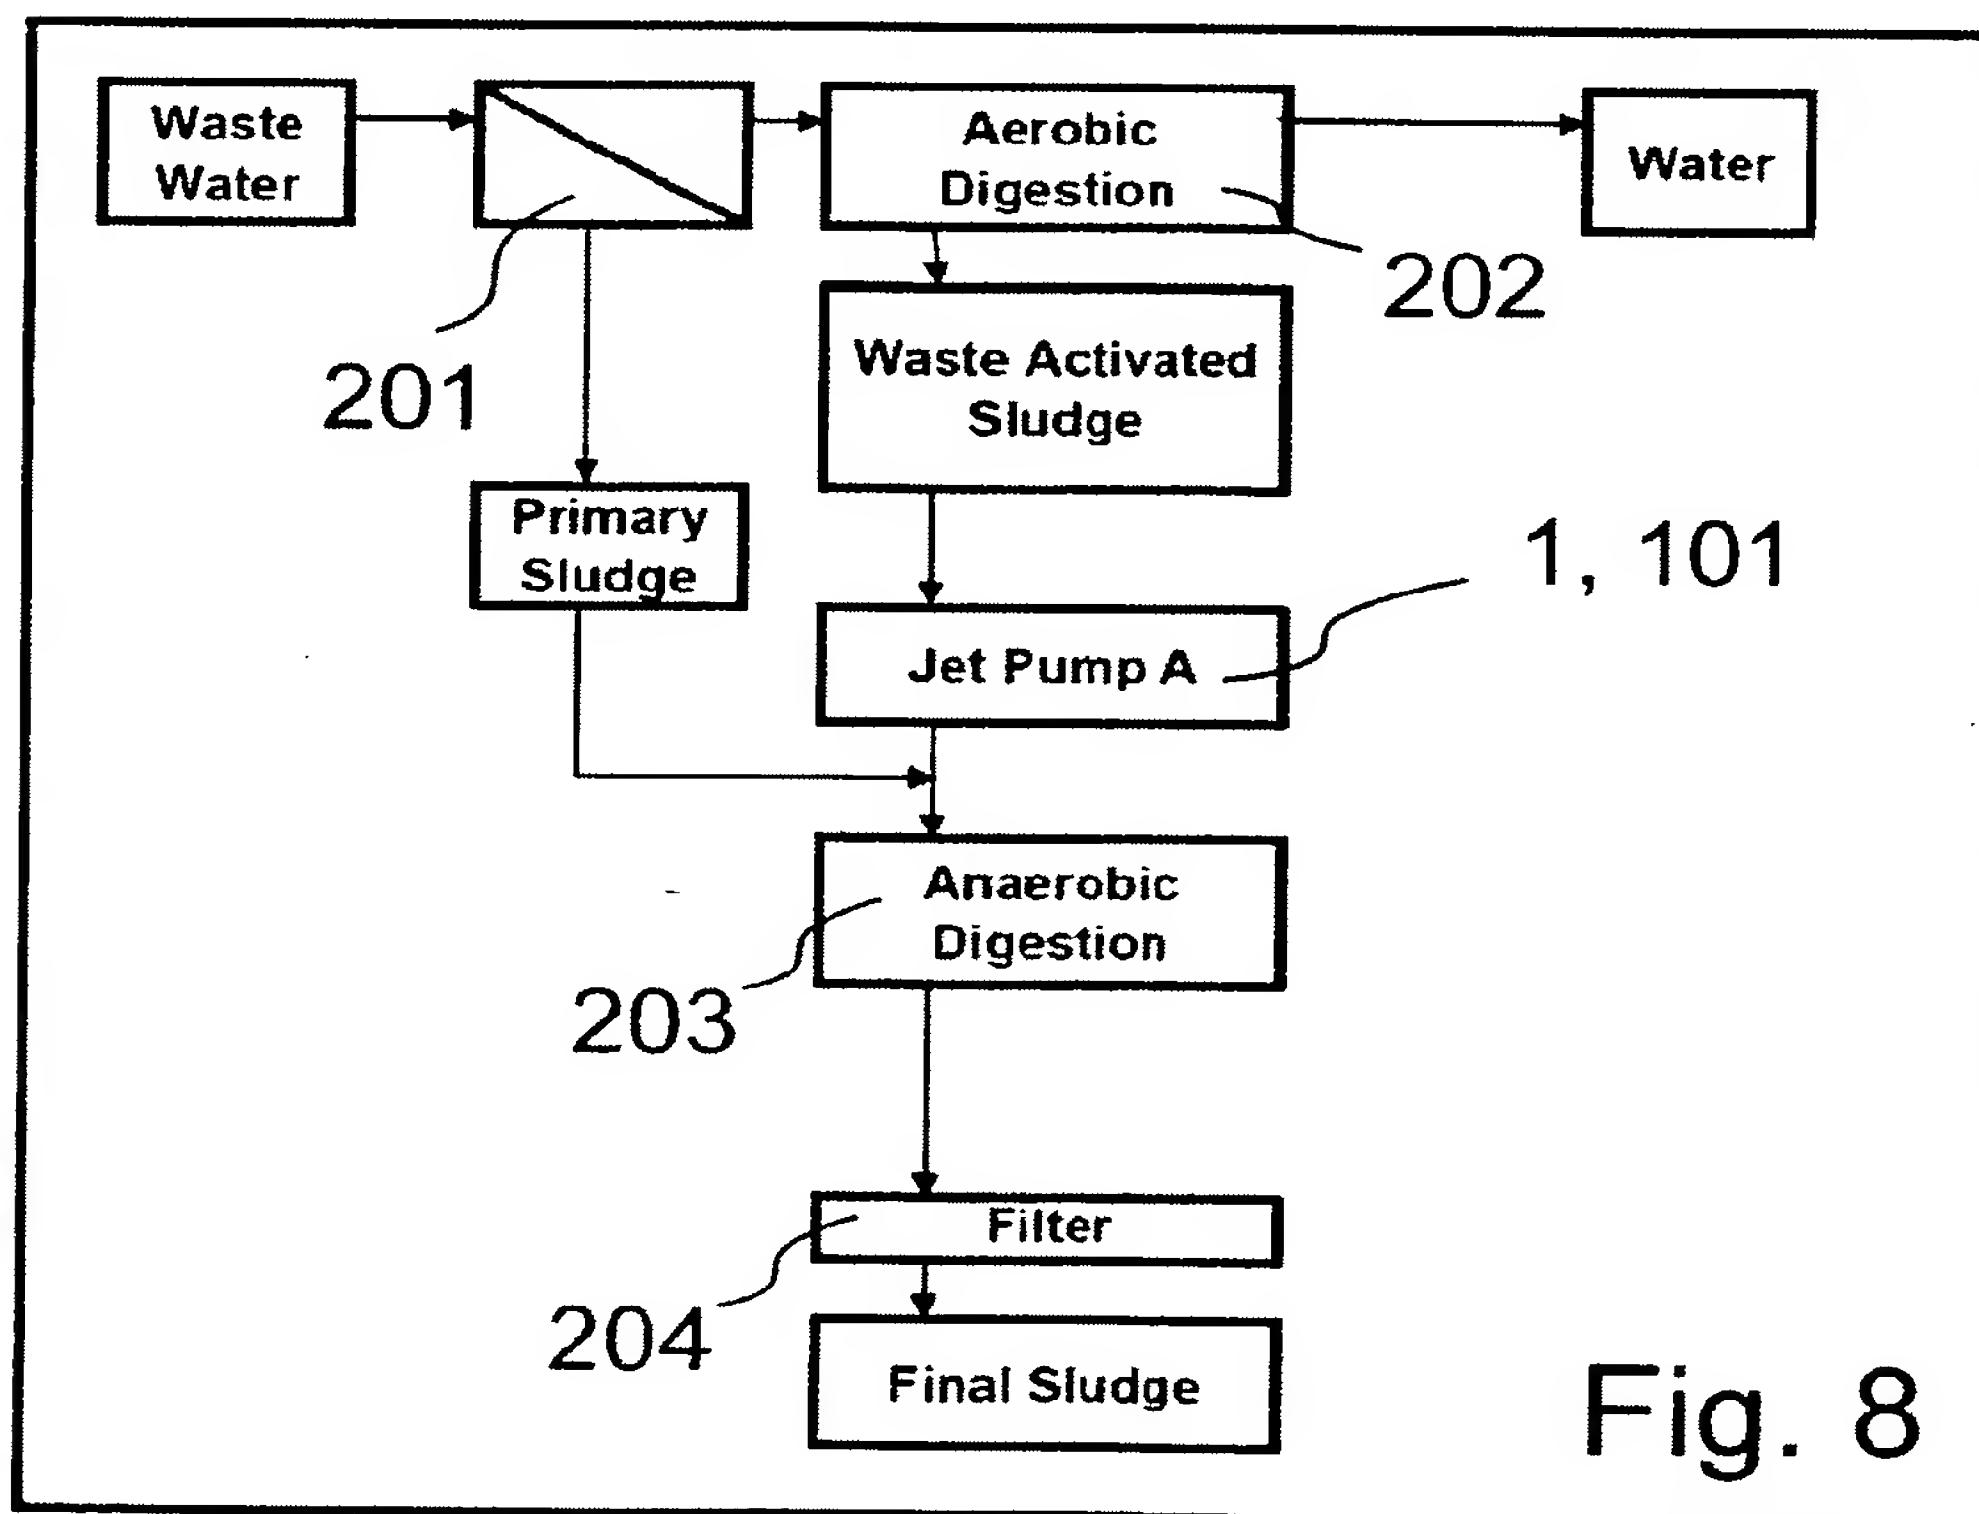 Waste
Water
Aerobic
Digestion
Water
202
201
Waste Activated
Sludge
Primary
Sludge
1, 101
Jet Pump A
Anaerobic
Digestion
203
Filter
204
Final Sludge
Fig. 8